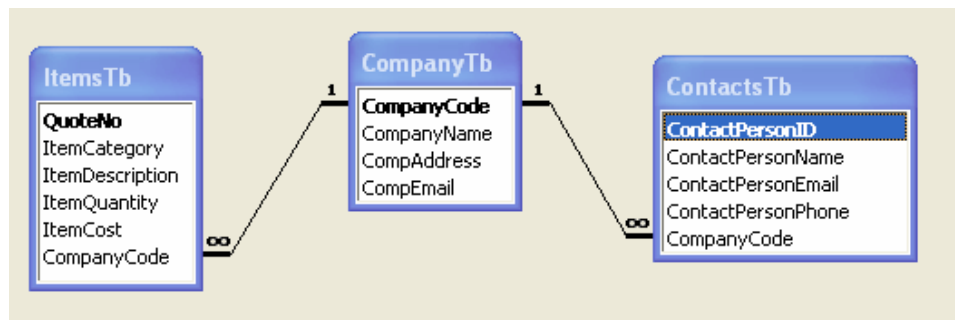 ItemsTb
QuoteNo
ItemCategory
ItemDescription
ItemQuantity
ItemCost
CompanyCode
∞
1
CompanyTb
CompanyCode
CompanyName
CompAddress
CompEmail
1
∞
ContactsTb
ContactPersonID
ContactPersonName
ContactPersonEmail
ContactPersonPhone
CompanyCode